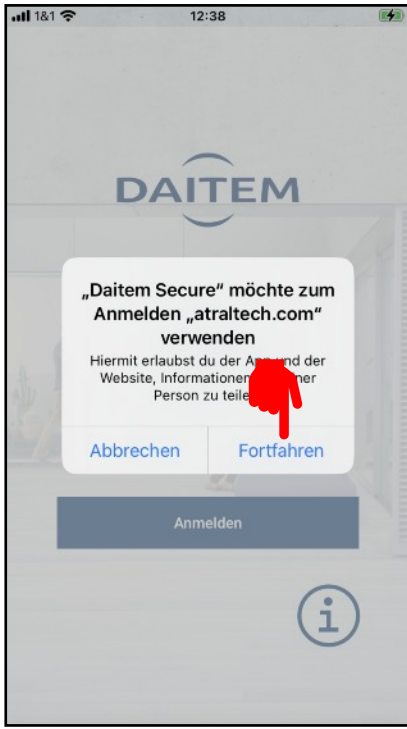 1&1 12:38
DAITEM
„Daitem Secure“ möchte zum
Anmelden „atraltech.com“
verwenden
Hiermit erlaubst du der App und der
Website, Informationen
Person zu
Abbrechen Fortfahren
Anmelden
i